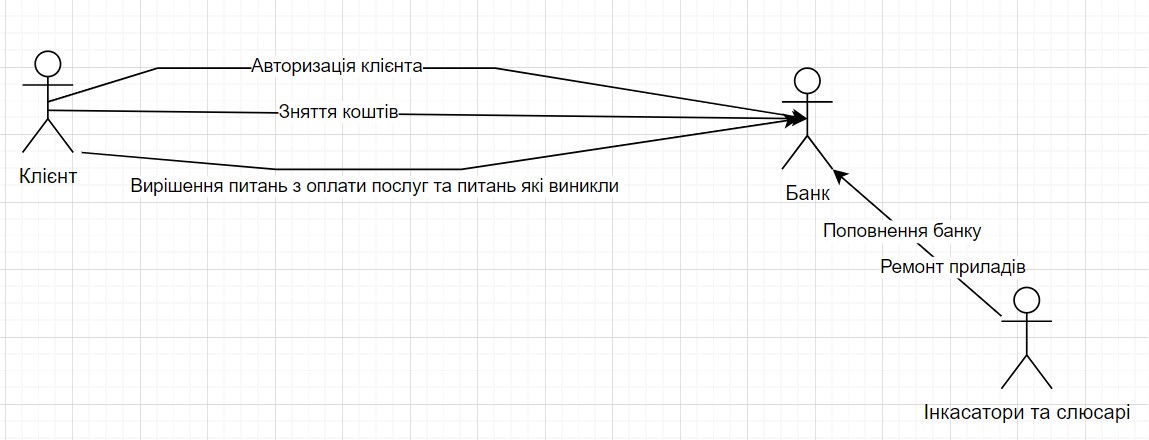 Авторизація клієнта
Зняття коштів
Клієнт
Вирішення питань з оплати послуг та питань які виникли
Банк
Поповнення банку
Ремонт приладів
Інкасатори та слюсарі